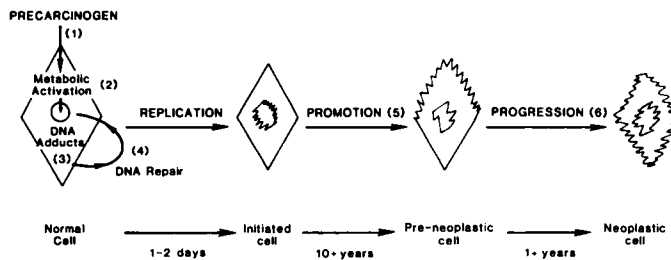 PRECARCINOGEN
(1)
Metabolic (2)
Activation
DNA
Adducts
(3)
(4)
DNA Repair
REPLICATION
PROMOTION (5)
PROGRESSION (6)
Normal
Cell
1-2 days
Initiated
cell
10+ years
Pre-neoplastic
cell
1+ years
Neoplastic
cell